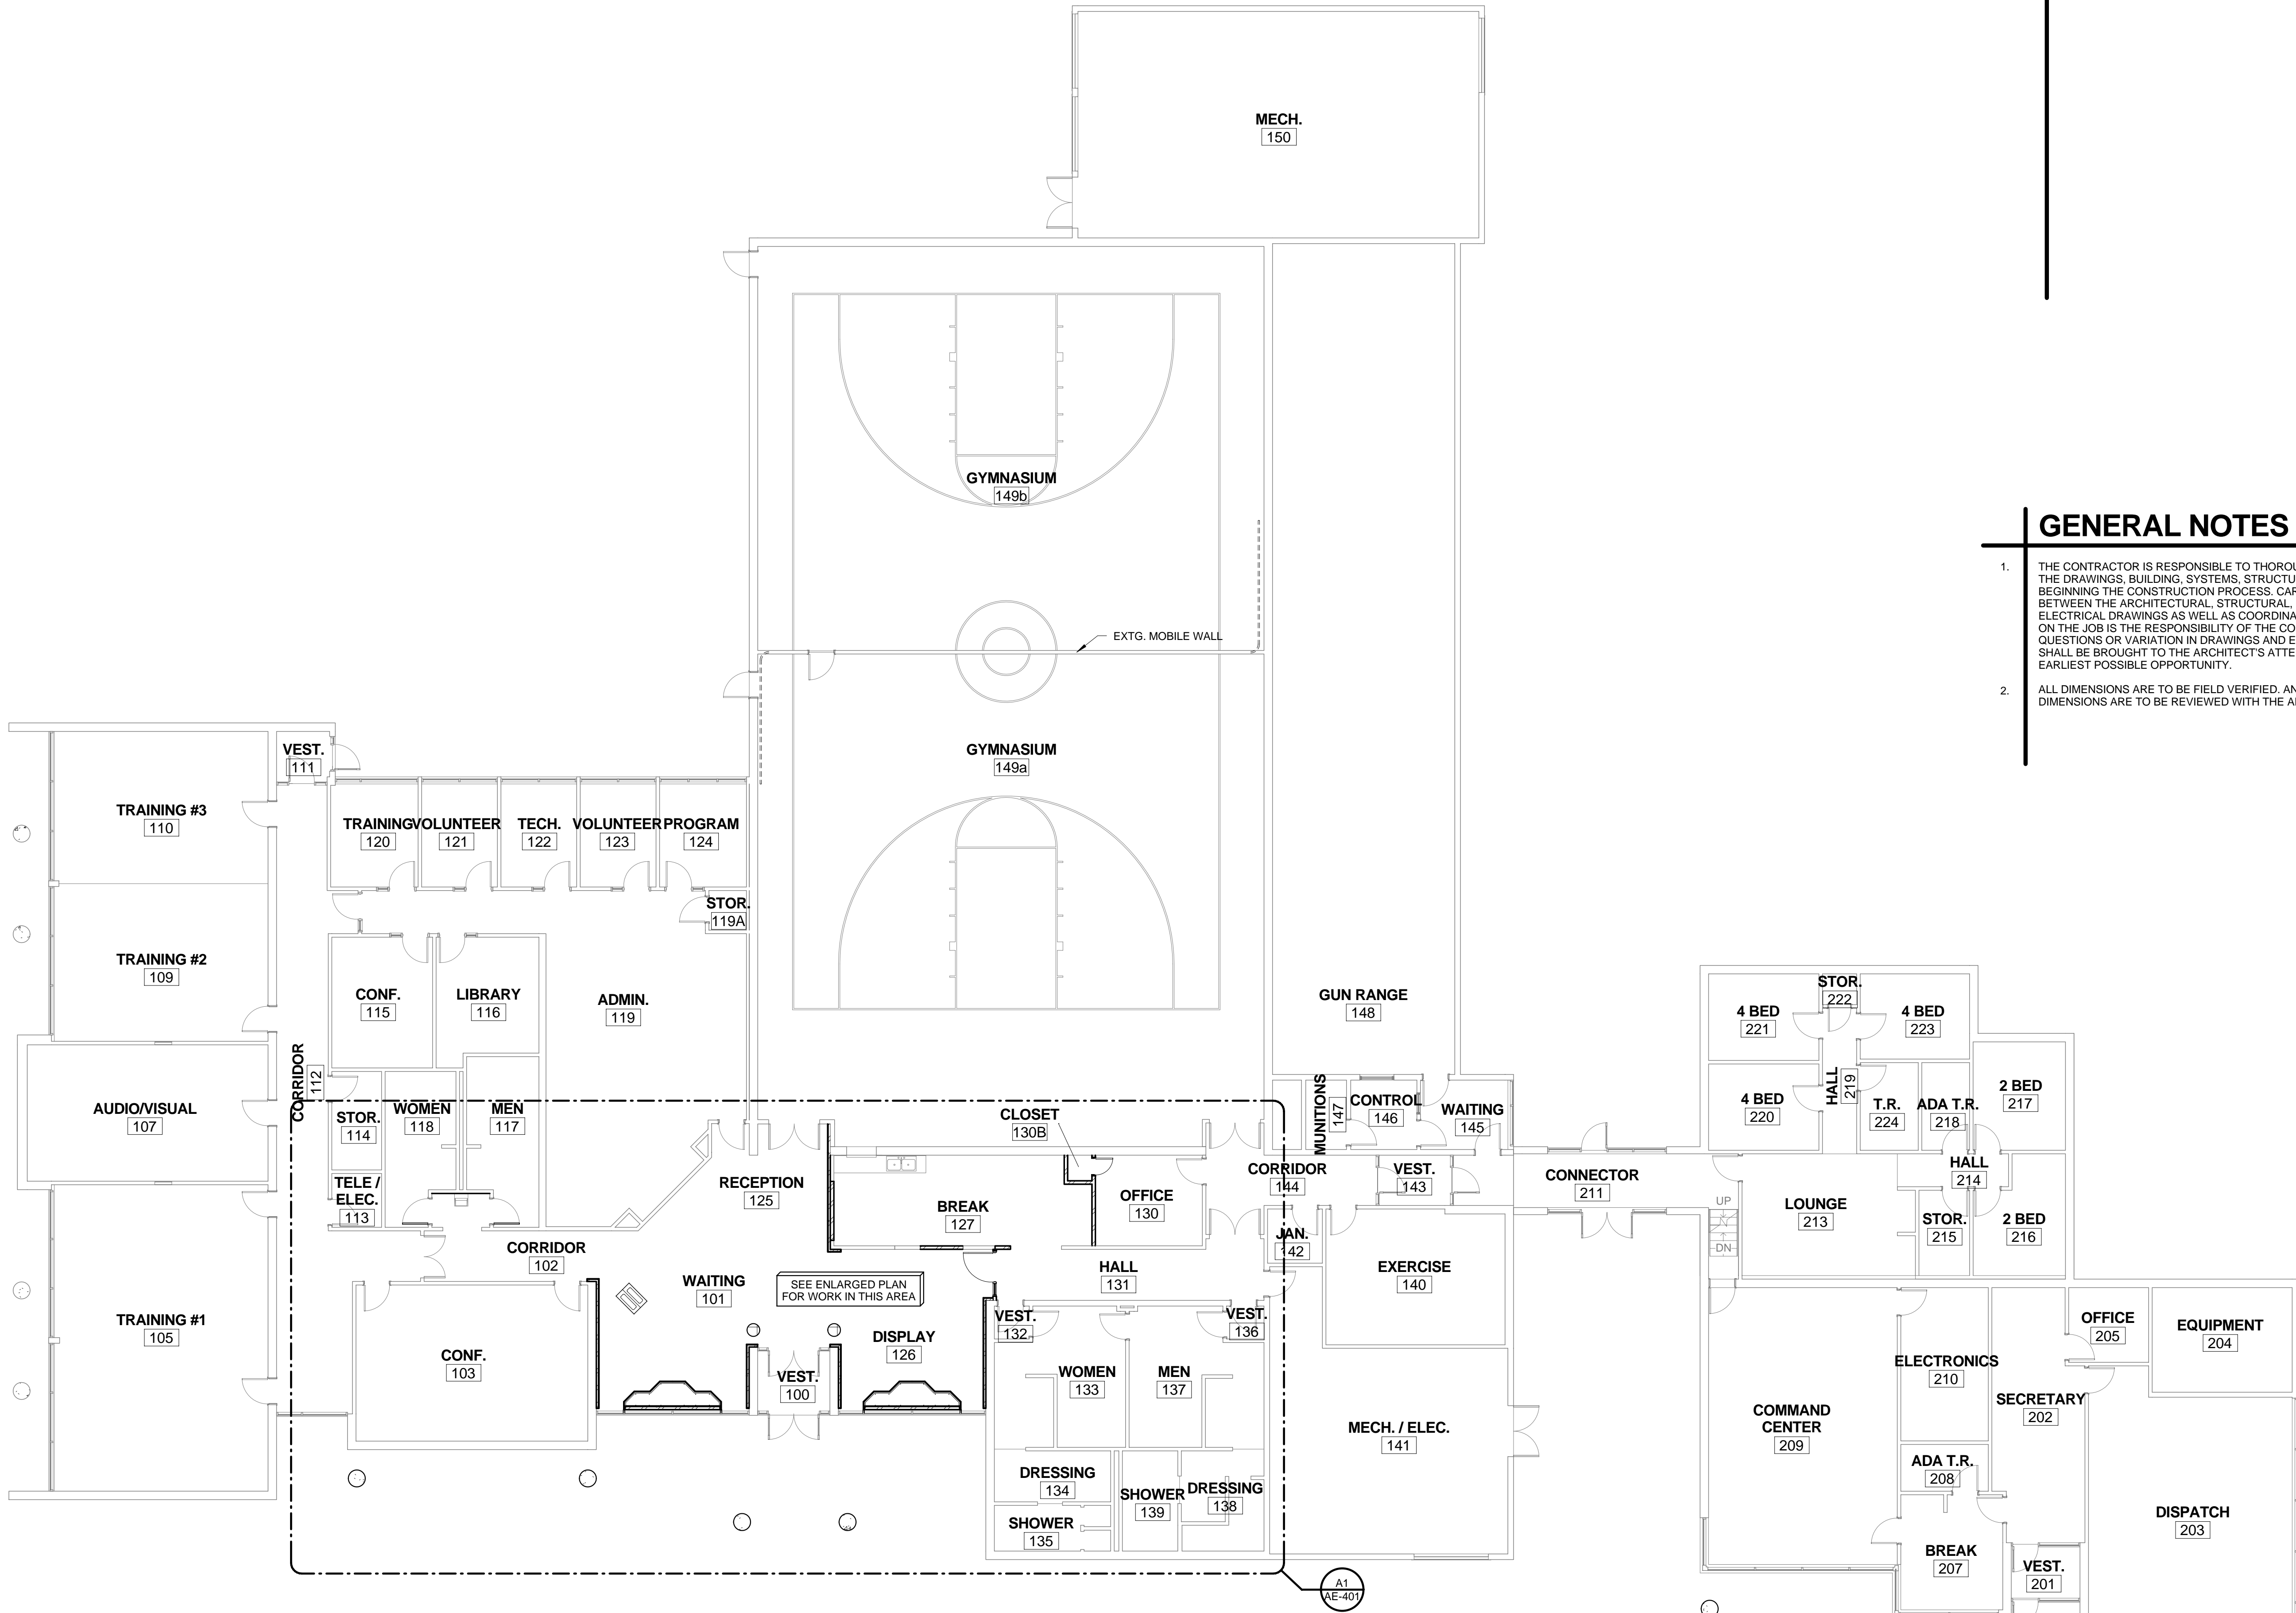 MECH.
150
GYMNASIUM
149b
EXTG. MOBILE WALL
GYMNASIUM
149a
GENERAL NOTES
1. THE CONTRACTOR IS RESPONSIBLE TO
THE DRAWINGS, BUILDING, SYSTEMS,
BEGINNING THE CONSTRUCTION PROCESS.
BETWEEN THE ARCHITECTURAL, STRUCTURAL,
ELECTRICAL DRAWINGS AS WELL AS
ON THE JOB IS THE RESPONSIBILITY OF THE
QUESTIONS OR VARIATION IN DRAWINGS AND
SHALL BE BROUGHT TO THE ARCHITECT'S
EARLIEST POSSIBLE OPPORTUNITY.
2. ALL DIMENSIONS ARE TO BE FIELD VERIFIED.
DIMENSIONS ARE TO BE REVIEWED WITH THE
VEST.
111
TRAINING #3
110
TRAINING
120
VOLUNTEER
121
TECH.
122
VOLUNTEER
123
PROGRAM
124
STOR.
119A
TRAINING #2
109
CONF.
115
LIBRARY
116
ADMIN.
119
GUN RANGE
148
CORRIDOR
112
AUDIO/VISUAL
107
STOR.
114
WOMEN
118
MEN
117
CLOSET
130B
MUNITIONS
147
CONTROL
146
WAITING
145
TELE /
ELEC.
113
RECEPTION
125
BREAK
127
OFFICE
130
CORRIDOR
144
VEST.
143
CONNECTOR
211
CORRIDOR
102
WAITING
101
SEE ENLARGED PLAN
FOR WORK IN THIS AREA
HALL
131
JAN.
142
EXERCISE
140
TRAINING #1
105
CONF.
103
VEST.
100
DISPLAY
126
VEST.
132
VEST.
136
WOMEN
133
MEN
137
MECH. / ELEC.
141
DRESSING
134
SHOWER
135
SHOWER
139
DRESSING
138
A1
AE-401
STOR.
222
4 BED
221
4 BED
223
4 BED
220
HALL
219
T.R.
224
ADA T.R.
218
2 BED
217
HALL
214
UP
DN
LOUNGE
213
STOR.
215
2 BED
216
OFFICE
205
EQUIPMENT
204
ELECTRONICS
210
SECRETARY
202
COMMAND
CENTER
209
ADA T.R.
208
DISPATCH
203
BREAK
207
VEST.
201